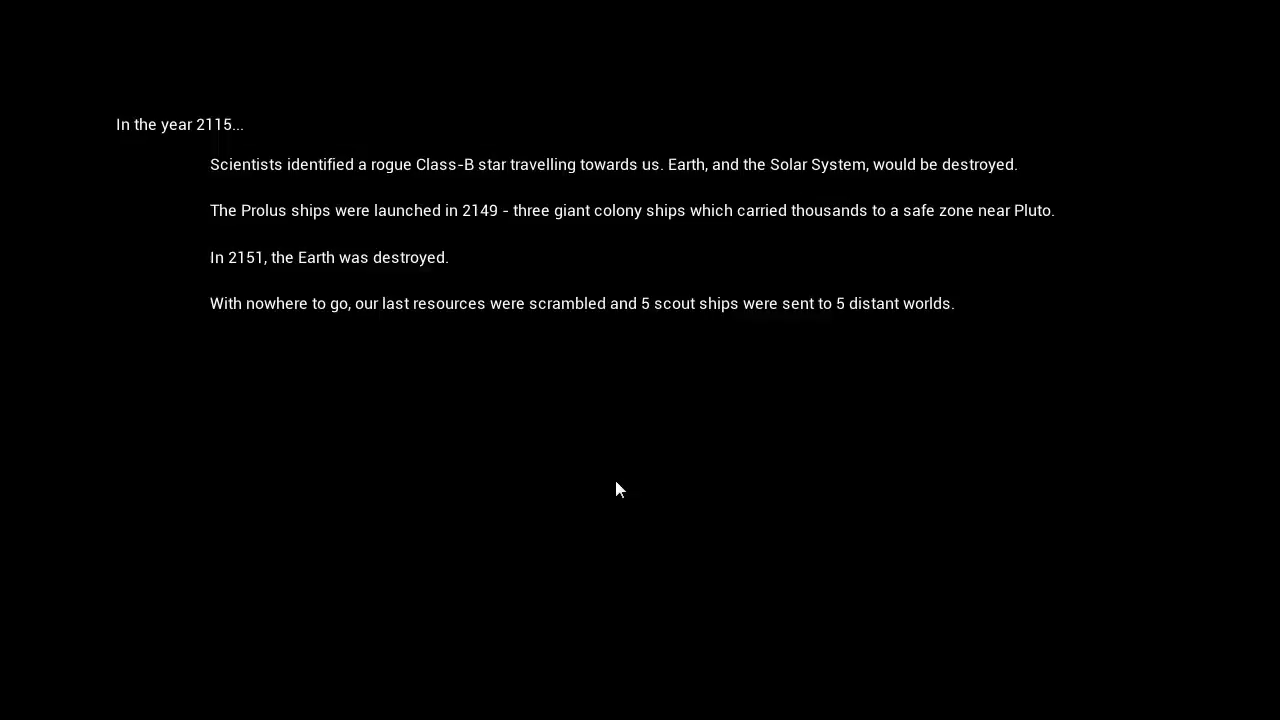 In the year 2115...
Scientists identified a rogue Class-B star travelling towards us. Earth, and the Solar System, would be destroyed.
The Prolus ships were launched in 2149 - three giant colony ships which carried thousands to a safe zone near Pluto.
In 2151, the Earth was destroyed.
With nowhere to go, our last resources were scrambled and 5 scout ships were sent to 5 distant worlds.